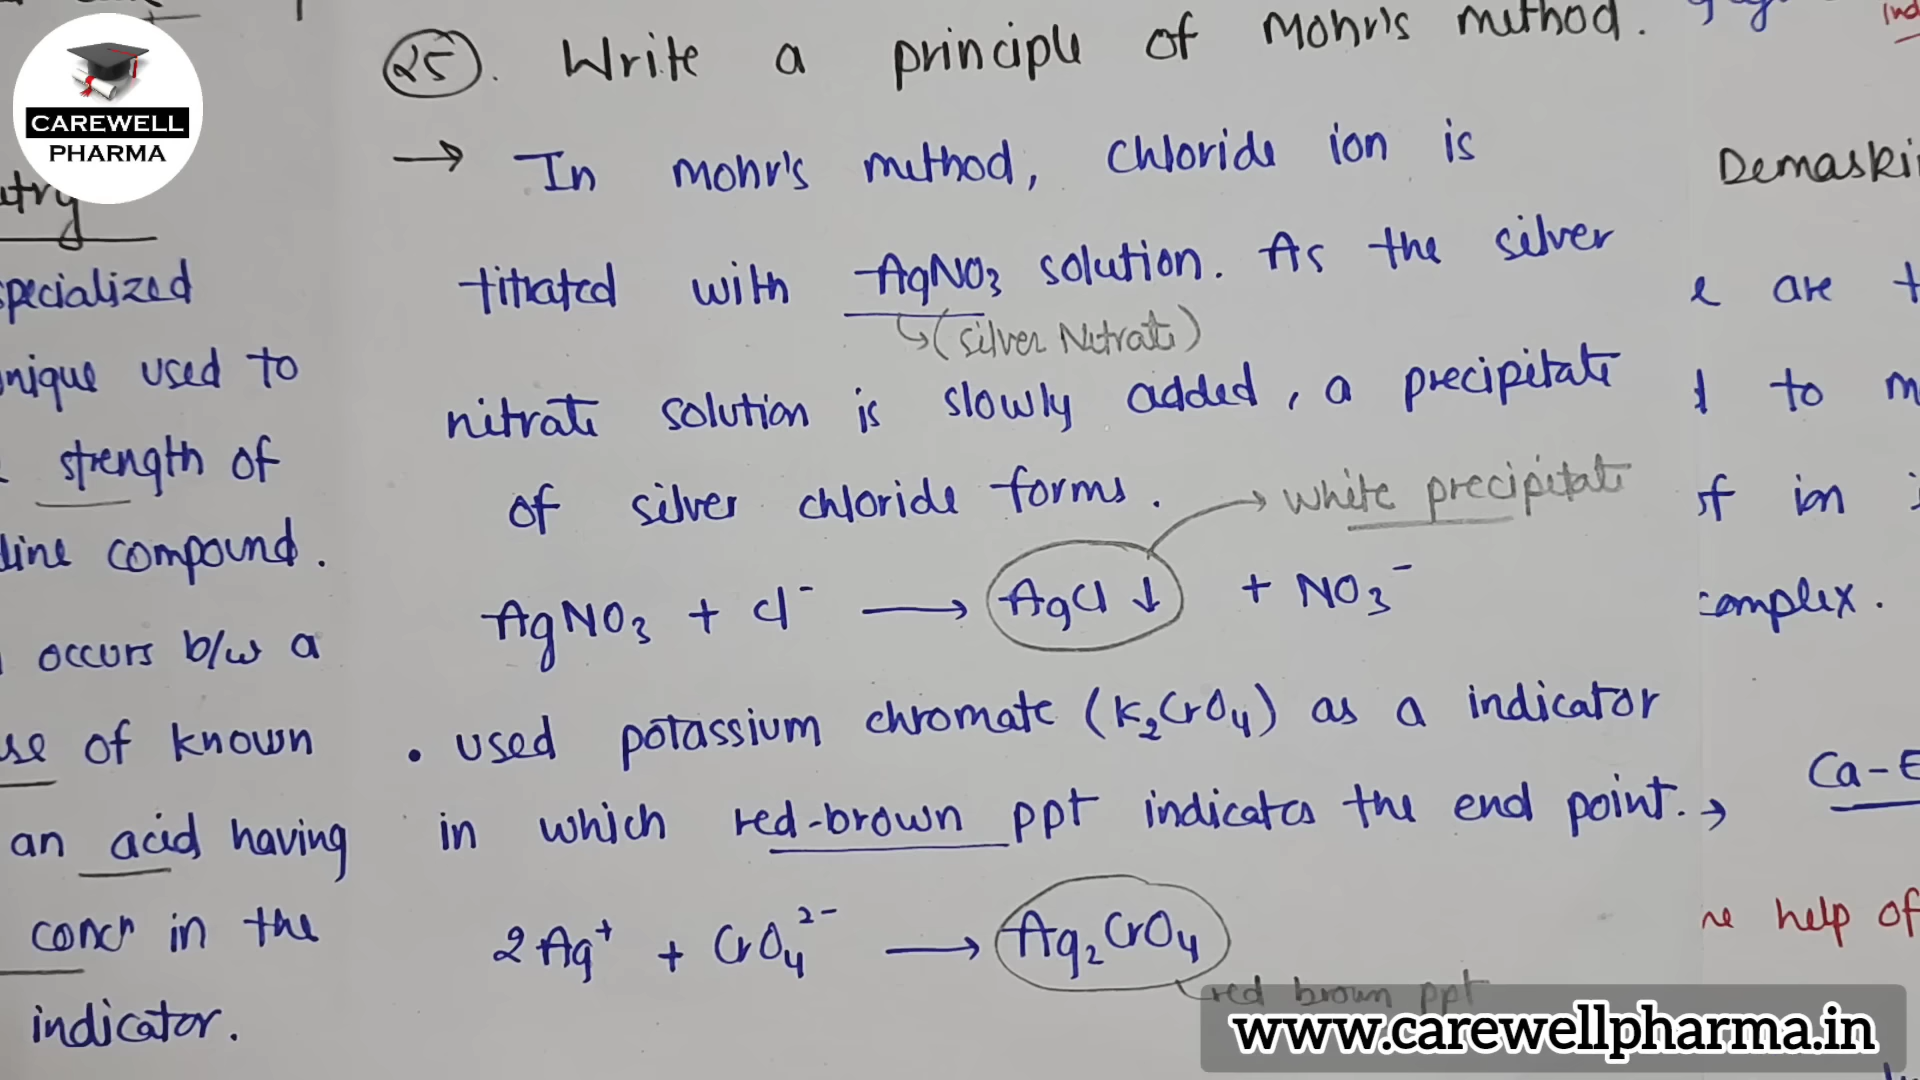 CAREWELL
PHARMA
specialized
used to
strength of
compound.
occurs b/w a
of known
an acid having
concn in the
indicator.
25. Write a principle of Mohr's method.
→ In mohr's method, chloride ion is
titrated with AgNO3 solution. As the silver
↳(silver Nitrate)
nitrate solution is slowly added, a precipitate
of silver chloride forms. → white precipitate
AgNO3 + Cl⁻ ⟶ AgCl ↓ + NO3⁻
• used potassium chromate (K2CrO4) as a indicator
in which red-brown ppt indicates the end point.
2Ag⁺ + CrO4²⁻ ⟶ Ag2CrO4
red brown ppt
are
to
ion
complex.
→ Ca-E
help of
www.carewellpharma.in